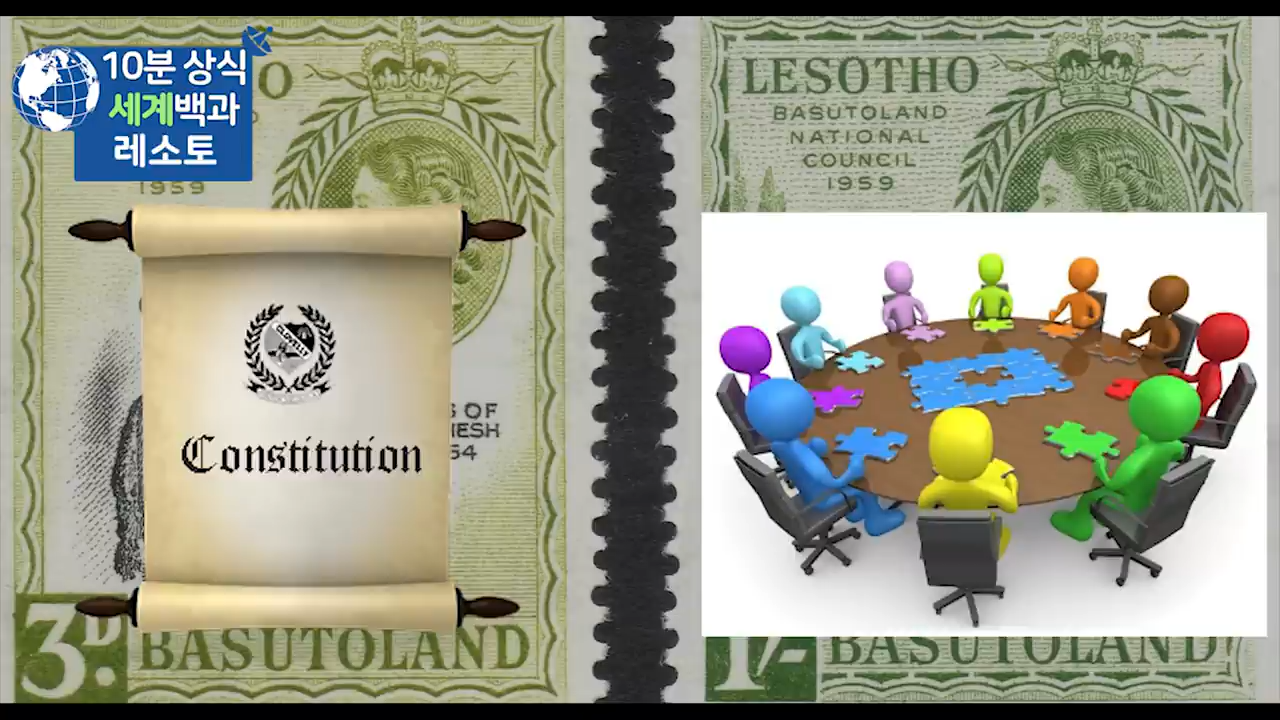 10분 상식
세계백과
레소토
O
1959
Constitution
S OF
ESH
54
3D.
BASUTOLAND
LESOTHO
BASUTOLAND
NATIONAL
COUNCIL
1959
1/-
BASUTOLAND